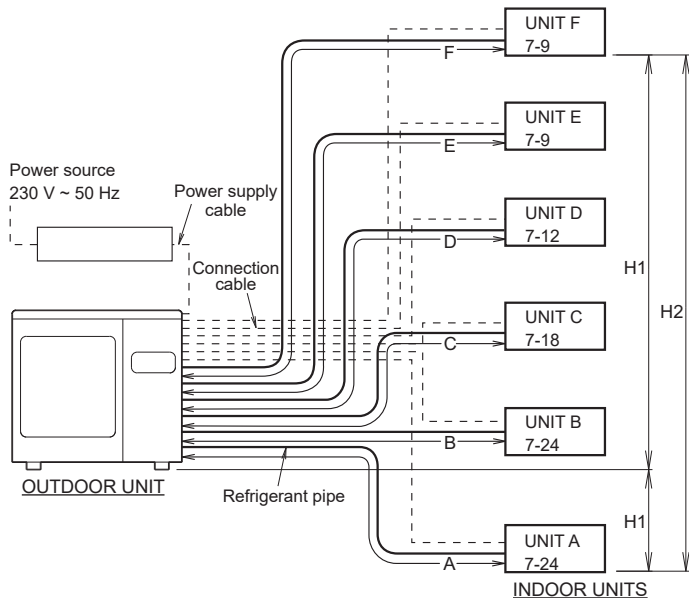 UNIT F
7-9
F
UNIT E
7-9
E
Power source
230 V ~ 50 Hz
Power supply
cable
UNIT D
7-12
D
Connection
cable
H1
H2
UNIT C
7-18
C
UNIT B
7-24
B
OUTDOOR UNIT
Refrigerant pipe
H1
UNIT A
7-24
A
INDOOR UNITS